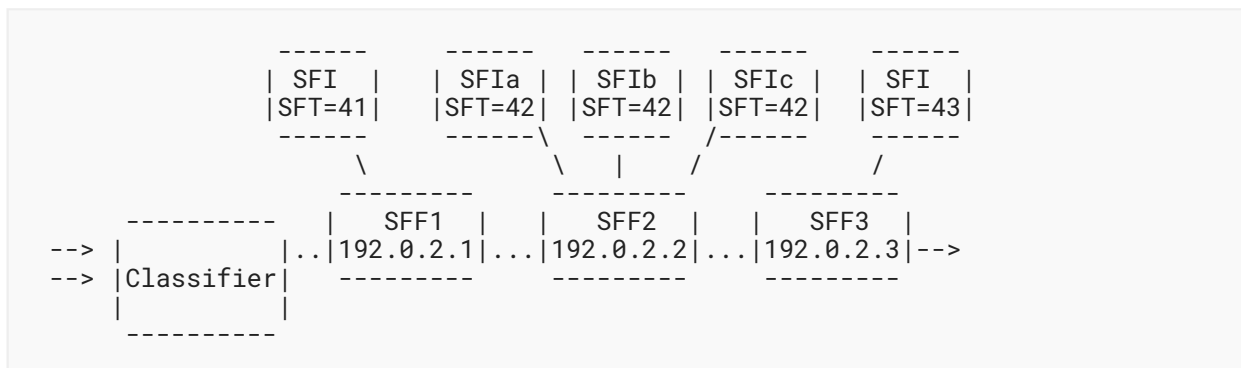 ------      ------   ------   ------      ------
                | SFI  |    | SFIa | | SFIb | | SFIc |    | SFI  |
                |SFT=41|    |SFT=42| |SFT=42| |SFT=42|    |SFT=43|
                 ------      ------\  ------  /------      ------
                      \             \   |    /            /
                     ---------     ---------     ---------
       ----------   |   SFF1  |   |   SFF2  |   |   SFF3  |
  --> |          |..|192.0.2.1|...|192.0.2.2|...|192.0.2.3|-->
  --> |Classifier|   ---------     ---------     ---------
      |          |
       ----------